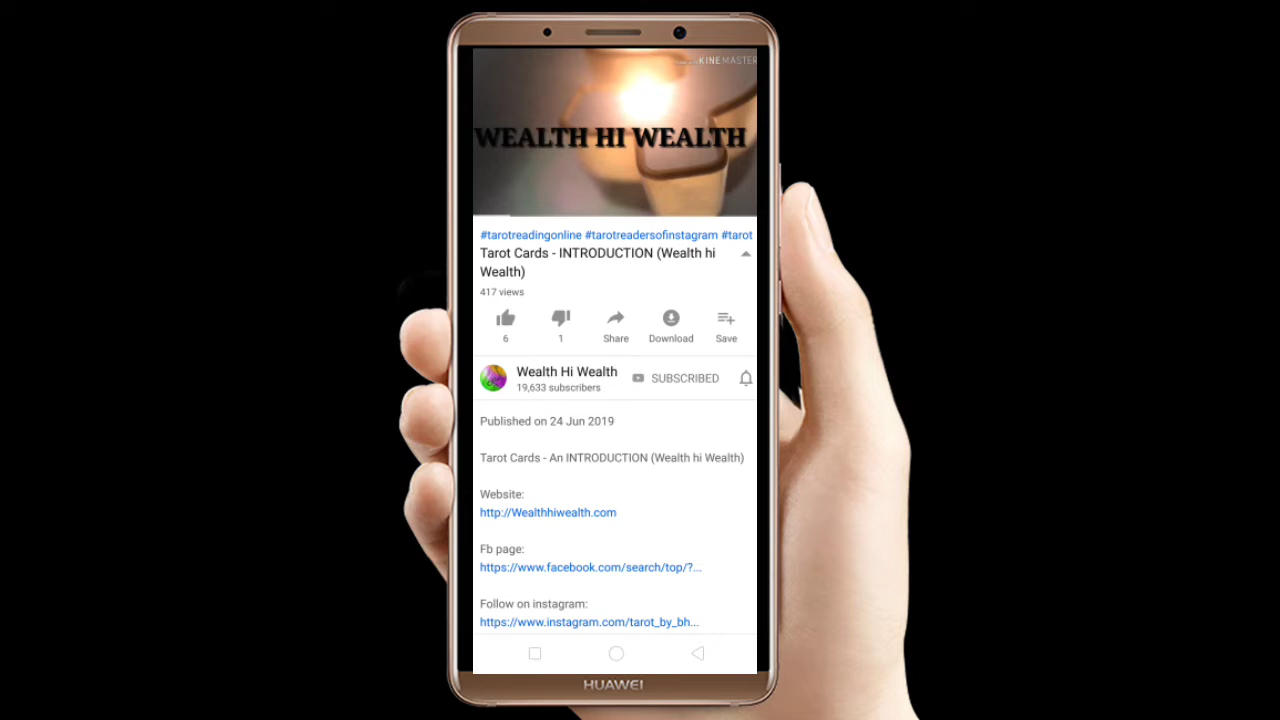 KINEMASTER
WEALTH HI WEALTH
#tarotreadingonline #tarotreadersofinstagram #tarot
Tarot Cards - INTRODUCTION (Wealth hi
Wealth)
417 views
6
1
Share
Download
Save
Wealth Hi Wealth
SUBSCRIBED
19,633 subscribers
Published on 24 Jun 2019
Tarot Cards - An INTRODUCTION (Wealth hi Wealth)
Website:
http://Wealthhiwealth.com
Fb page:
https://www.facebook.com/search/top/?...
Follow on instagram:
https://www.instagram.com/tarot_by_bh...
HUAWEI